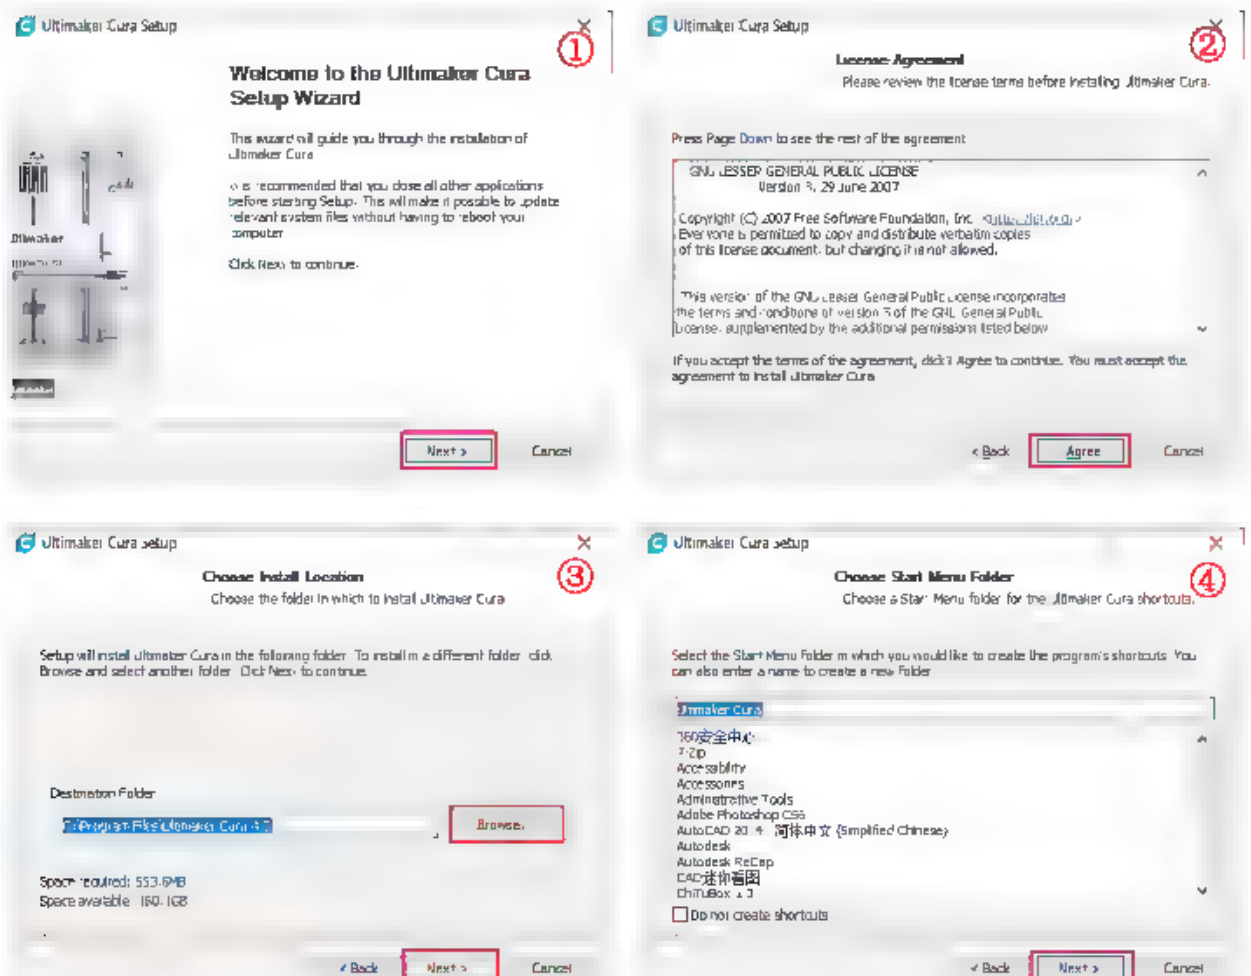 Ultimaker Cura Setup
①
Welcome to the Ultimaker Cura
Setup Wizard
This wizard will guide you through the installation of
Ultimaker Cura
It is recommended that you close all other applications
before starting Setup. This will make it possible to update
relevant system files without having to reboot your
computer
Click Next to continue.
Ultimaker
Next >
Cancel
Ultimaker Cura Setup
②
License Agreement
Please review the license terms before installing Ultimaker Cura.
Press Page Down to see the rest of the agreement
GNU LESSER GENERAL PUBLIC LICENSE
Version 3, 29 June 2007
Copyright (C) 2007 Free Software Foundation, Inc.
Everyone is permitted to copy and distribute verbatim copies
of this license document, but changing it is not allowed.
This version of the GNU Lesser General Public License incorporates
the terms and conditions of version 3 of the GNU General Public
License, supplemented by the additional permissions listed below
If you accept the terms of the agreement, click I Agree to continue. You must accept the
agreement to install Ultimaker Cura
< Back
Agree
Cancel
Ultimaker Cura Setup
③
Choose Install Location
Choose the folder in which to install Ultimaker Cura
Setup will install Ultimaker Cura in the following folder. To install in a different folder click
Browse and select another folder. Click Next to continue.
Destination Folder
C:\Program Files\Ultimaker Cura
Browse.
Space required: 553.6MB
Space available:
< Back
Next >
Cancel
Ultimaker Cura Setup
④
Choose Start Menu Folder
Choose a Start Menu folder for the Ultimaker Cura shortcuts.
Select the Start Menu Folder in which you would like to create the program's shortcuts. You
can also enter a name to create a new Folder
Ultimaker Cura
360安全中心
7-Zip
Accessibility
Accessories
Administrative Tools
Adobe Photoshop CS6
AutoCAD 简体中文 (Simplified Chinese)
Autodesk
Autodesk ReCap
CAD迷你看图
ChiTuBox
Do not create shortcuts
< Back
Next >
Cancel